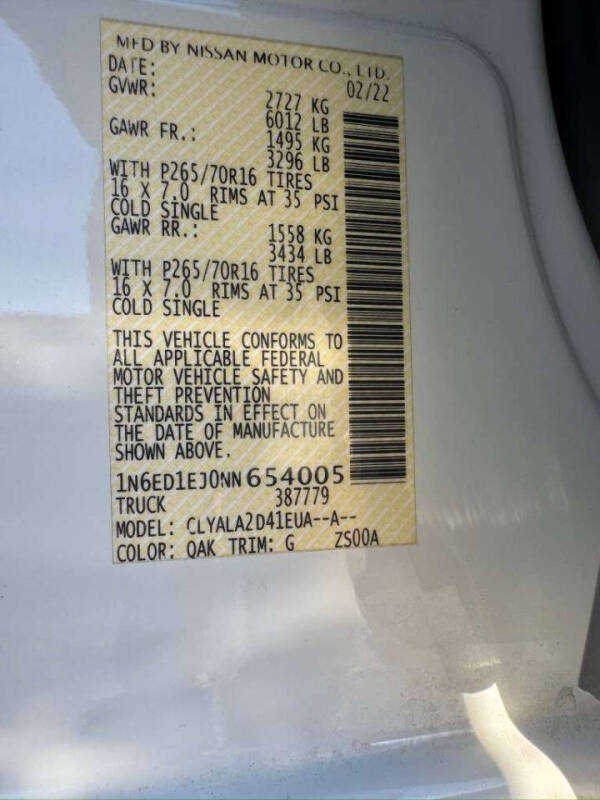 MFD BY NISSAN MOTOR CO., LTD.
DATE: 02/22
GVWR: 2727 KG
6012 LB
GAWR FR.: 1495 KG
3296 LB
WITH P265/70R16 TIRES
16 X 7.0 RIMS AT 35 PSI
COLD SINGLE
GAWR RR.: 1558 KG
3434 LB
WITH P265/70R16 TIRES
16 X 7.0 RIMS AT 35 PSI
COLD SINGLE
THIS VEHICLE CONFORMS TO
ALL APPLICABLE FEDERAL
MOTOR VEHICLE SAFETY AND
THEFT PREVENTION
STANDARDS IN EFFECT ON
THE DATE OF MANUFACTURE
SHOWN ABOVE.
1N6ED1EJ0NN654005
TRUCK 387779
MODEL: CLYALA2D41EUA--A--
COLOR: QAK TRIM: G ZS00A